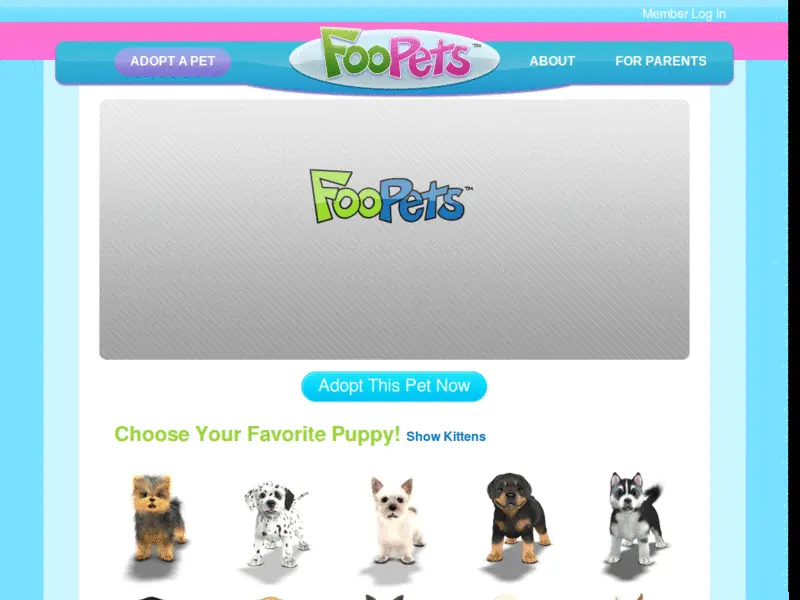 Member Log In
ADOPT A PET
FooPets™
ABOUT
FOR PARENTS
FooPets™
Adopt This Pet Now
Choose Your Favorite Puppy! Show Kittens